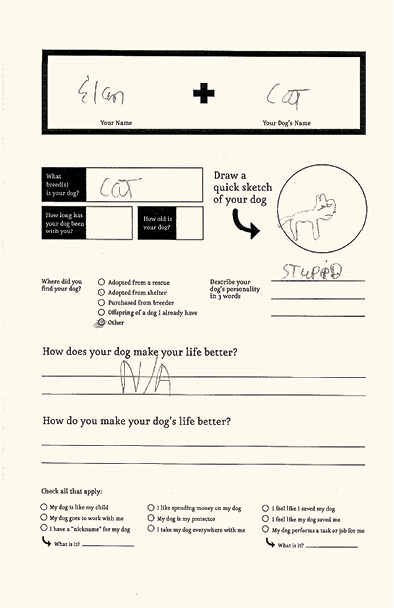 Elan + Cat
Your Name Your Dog's Name
What breed(s) is your dog? CAT
Draw a quick sketch of your dog
How long has your dog been with you?
How old is your dog?
Where did you find your dog?
Adopted from a rescue
Adopted from shelter
Purchased from breeder
Offspring of a dog I already have
Other
Describe your dog's personality in 3 words
STUPID
How does your dog make your life better?
N/A
How do you make your dog's life better?
Check all that apply:
My dog is like my child
My dog goes to work with me
I have a "nickname" for my dog
What is it?
I like spending money on my dog
My dog is my protector
I take my dog everywhere with me
I feel like I saved my dog
I feel like my dog saved me
My dog performs a task or job for me
What is it?